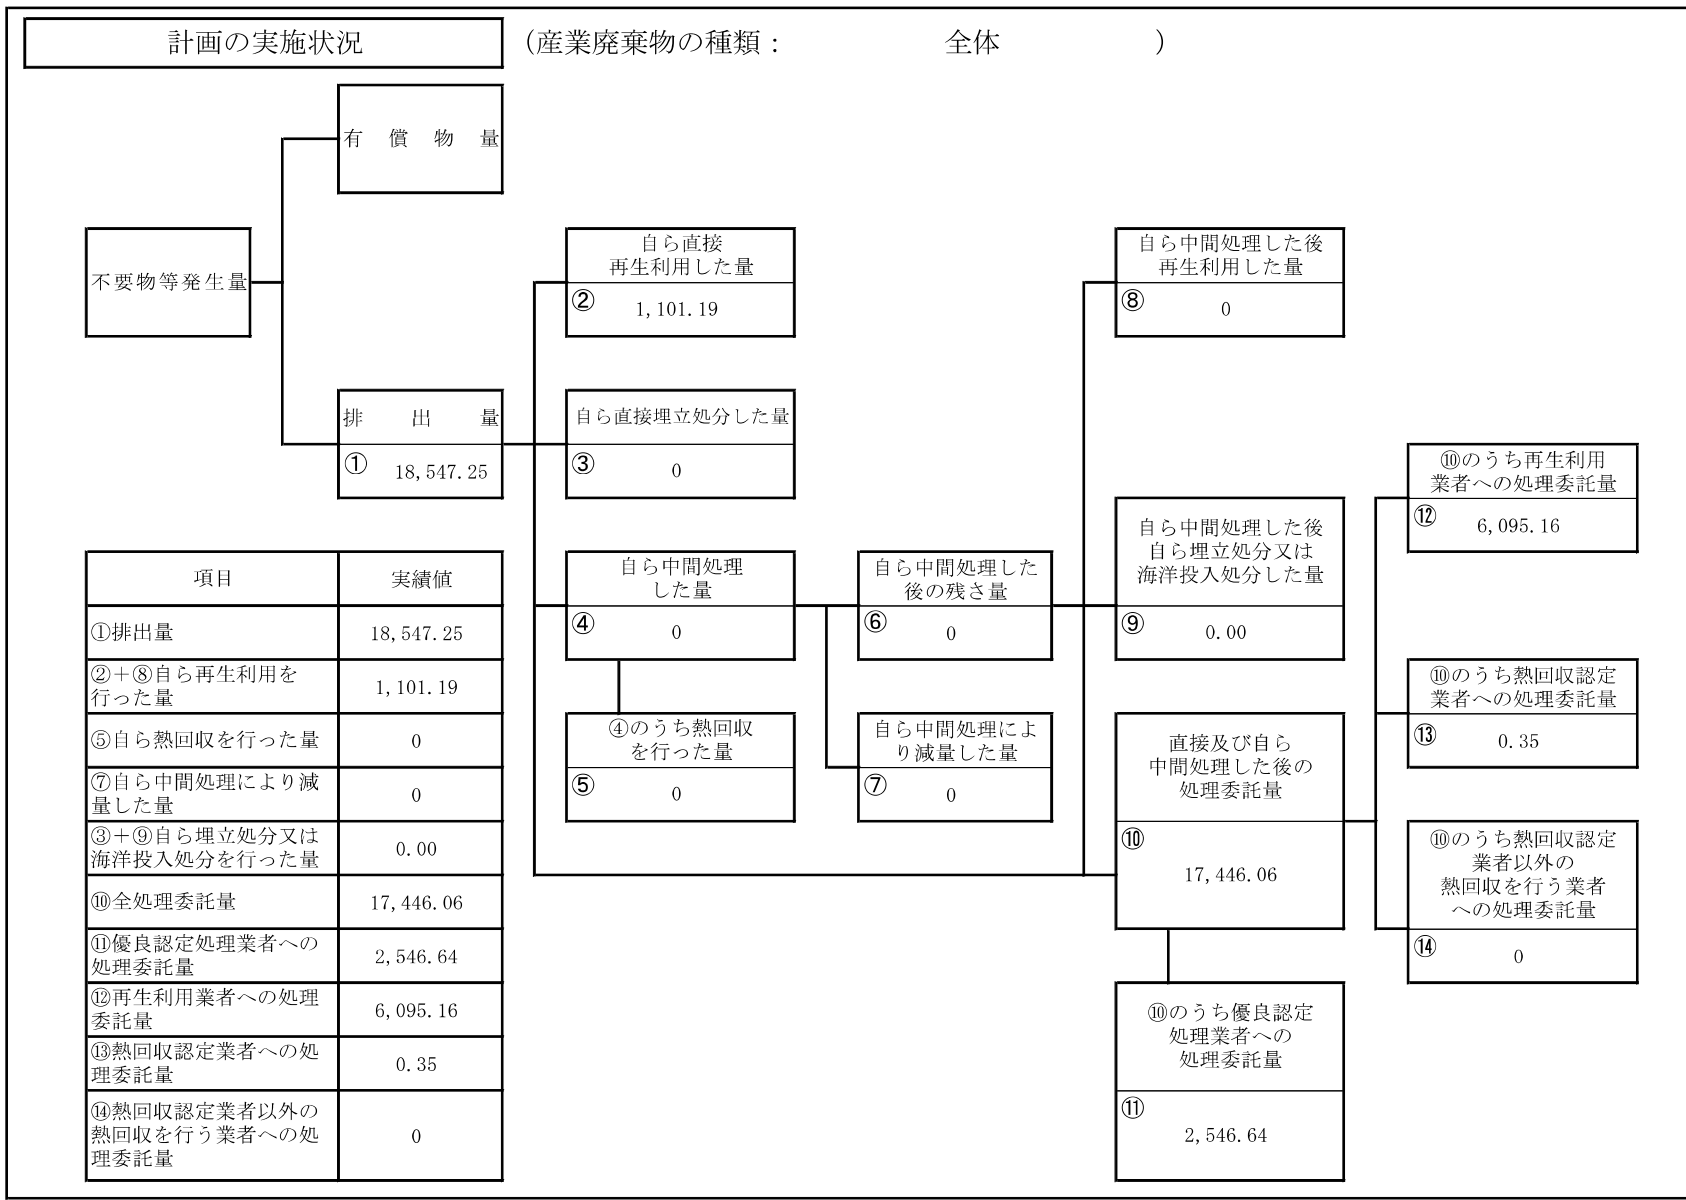 計画の実施状況 (産業廃棄物の種類： 全体 )
有償物量
不要物等発生量
自ら直接
再生利用した量
② 1,101.19
自ら中間処理した後
再生利用した量
⑧ 0
排出量
① 18,547.25
自ら直接埋立処分した量
③ 0
⑩のうち再生利用
業者への処理委託量
⑫ 6,095.16
自ら中間処理
した量
④ 0
自ら中間処理した
後の残さ量
⑥ 0
自ら中間処理した後
自ら埋立処分又は
海洋投入処分した量
⑨ 0.00
④のうち熱回収
を行った量
⑤ 0
自ら中間処理によ
り減量した量
⑦ 0
直接及び自ら
中間処理した後の
処理委託量
⑩
17,446.06
⑩のうち熱回収認定
業者への処理委託量
⑬ 0.35
⑩のうち熱回収認定
業者以外の
熱回収を行う業者
への処理委託量
⑭ 0
⑩のうち優良認定
処理業者への
処理委託量
⑪
2,546.64
項目 実績値
①排出量 18,547.25
②＋⑧自ら再生利用を
行った量 1,101.19
⑤自ら熱回収を行った量 0
⑦自ら中間処理により減
量した量 0
③＋⑨自ら埋立処分又は
海洋投入処分を行った量 0.00
⑩全処理委託量 17,446.06
⑪優良認定処理業者への
処理委託量 2,546.64
⑫再生利用業者への処理
委託量 6,095.16
⑬熱回収認定業者への処
理委託量 0.35
⑭熱回収認定業者以外の
熱回収を行う業者への処
理委託量 0